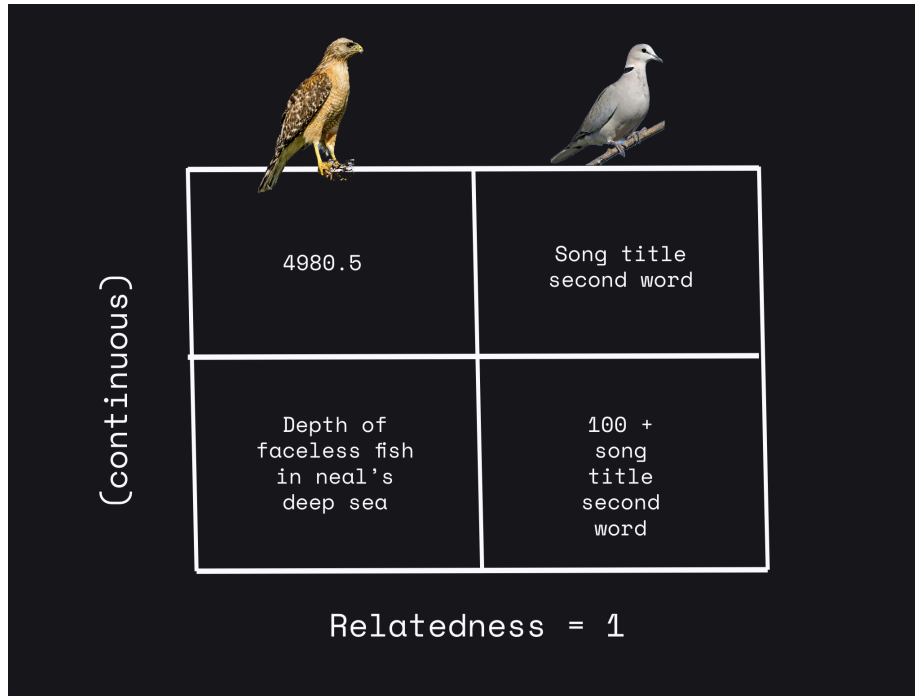 (continuous)
4980.5
Song title
second word
Depth of
faceless fish
in neal's
deep sea
100 +
song
title
second
word
Relatedness = 1